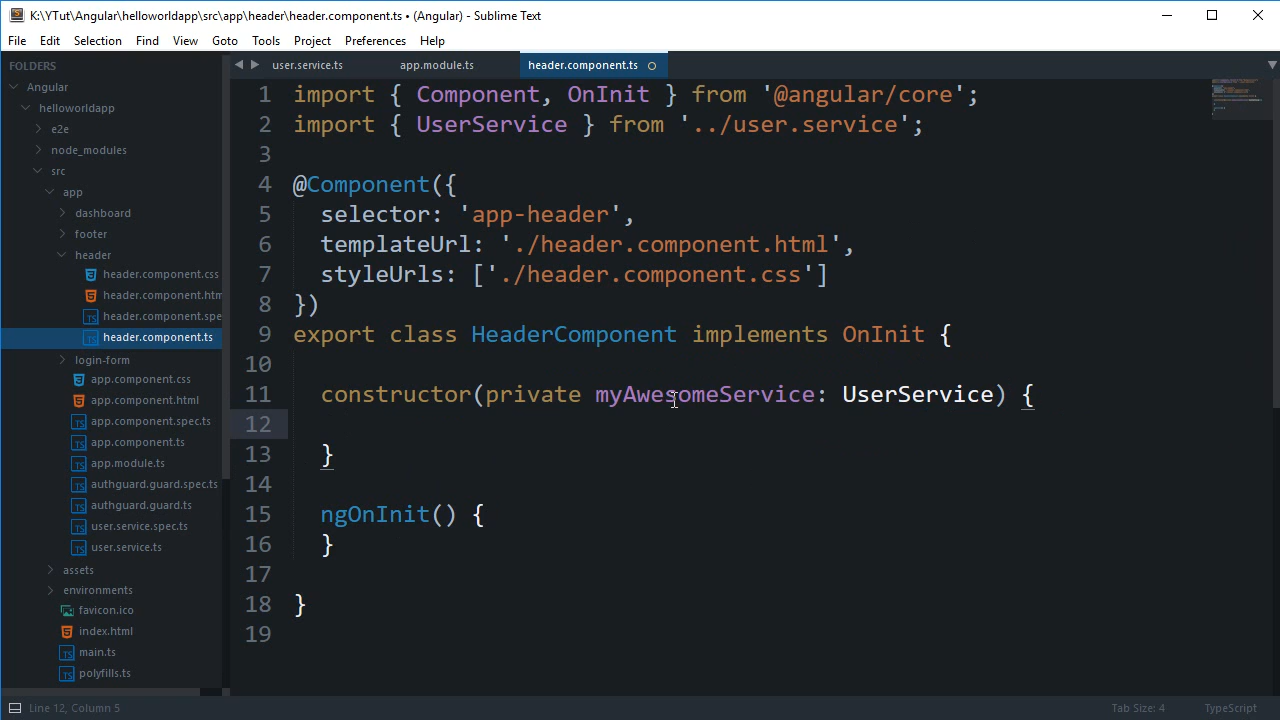 K:\YTut\Angular\helloworldapp\src\app\header\header.component.ts • (Angular) - Sublime Text
File Edit Selection Find View Goto Tools Project Preferences Help
FOLDERS
Angular
helloworldapp
e2e
node_modules
src
app
dashboard
footer
header
header.component.css
header.component.htm
header.component.spe
header.component.ts
login-form
app.component.css
app.component.html
app.component.spec.ts
app.component.ts
app.module.ts
authguard.guard.spec.ts
authguard.guard.ts
user.service.spec.ts
user.service.ts
assets
environments
favicon.ico
index.html
main.ts
polyfills.ts
user.service.ts app.module.ts header.component.ts
1 import { Component, OnInit } from '@angular/core';
2 import { UserService } from '../user.service';
3
4 @Component({
5 selector: 'app-header',
6 templateUrl: './header.component.html',
7 styleUrls: ['./header.component.css']
8 })
9 export class HeaderComponent implements OnInit {
10
11 constructor(private myAwesomeService: UserService) {
12
13 }
14
15 ngOnInit() {
16 }
17
18 }
19
Line 12, Column 5 Tab Size: 4 TypeScript